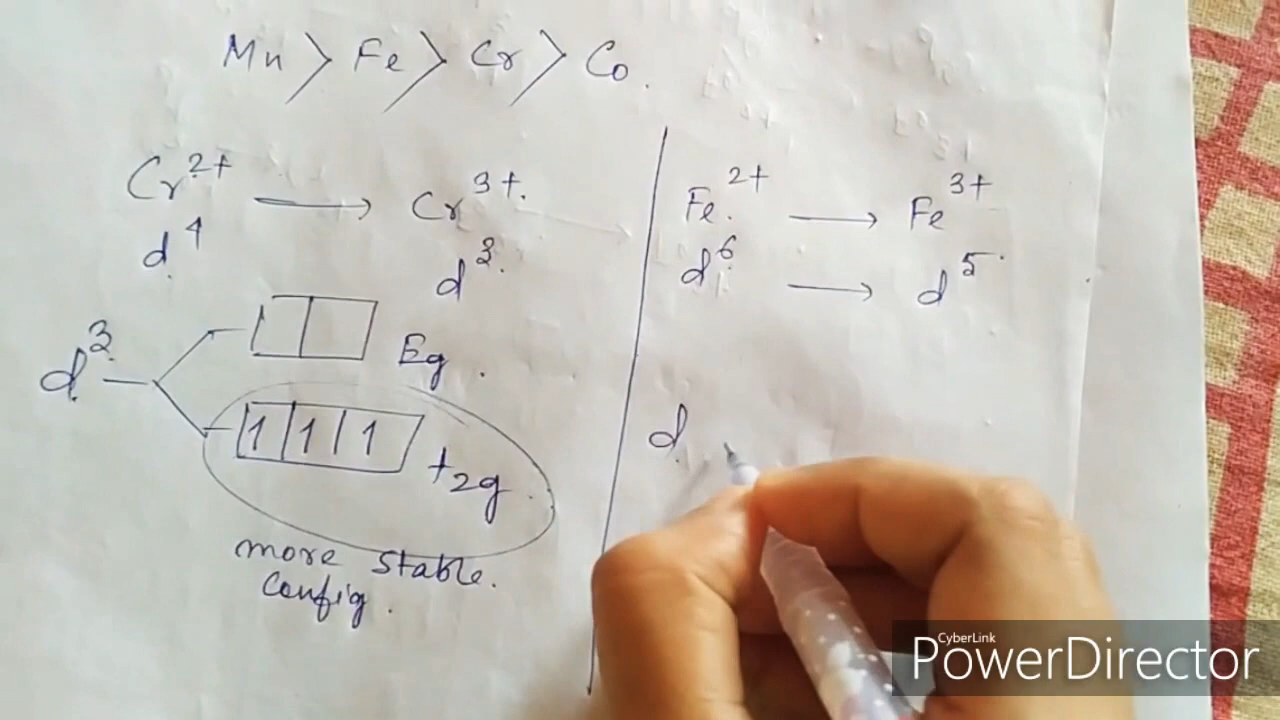 Mn > Fe > Cr > Co.
Cr²⁺ → Cr³⁺.
d⁴ d³.
d³ Eg.
1 1 1 t₂g.
more stable.
config.
Fe²⁺ → Fe³⁺
d⁶ → d⁵
d
CyberLink
PowerDirector